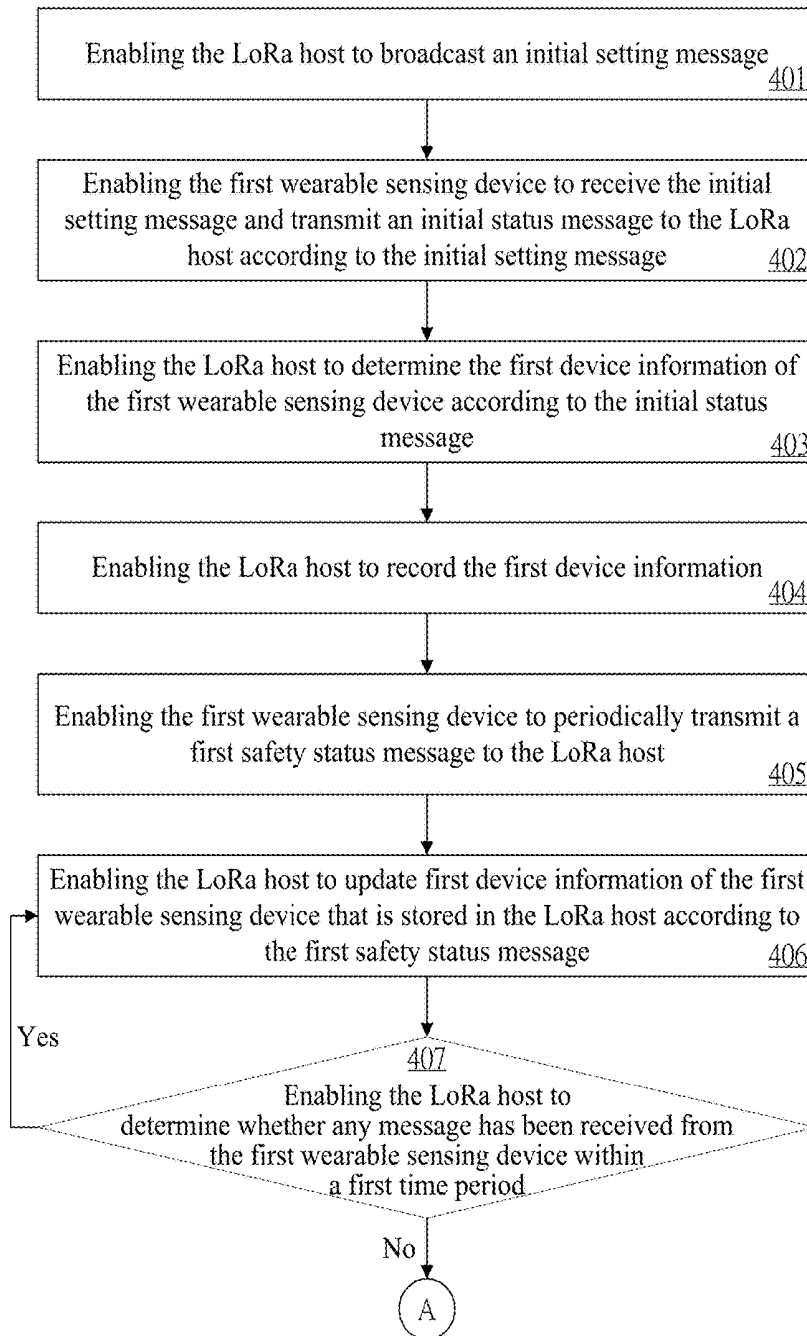 Enabling the LoRa host to broadcast an initial setting message
401
Enabling the first wearable sensing device to receive the initial
setting message and transmit an initial status message to the LoRa
host according to the initial setting message
402
Enabling the LoRa host to determine the first device information of
the first wearable sensing device according to the initial status
message
403
Enabling the LoRa host to record the first device information
404
Enabling the first wearable sensing device to periodically transmit a
first safety status message to the LoRa host
405
Enabling the LoRa host to update first device information of the first
wearable sensing device that is stored in the LoRa host according to
the first safety status message
406
Yes
407
Enabling the LoRa host to
determine whether any message has been received from
the first wearable sensing device within
a first time period
No
A